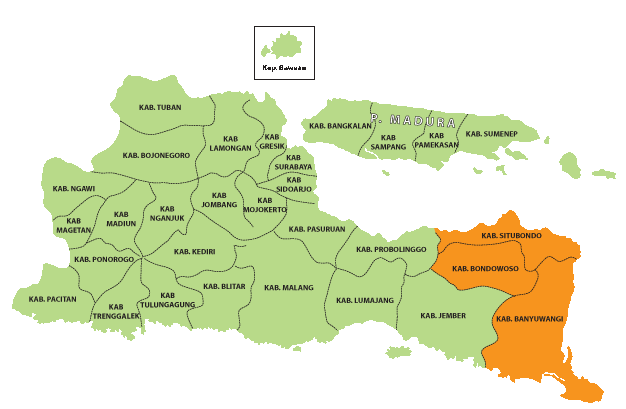 Kep. Bawean
KAB. TUBAN
KAB. BANGKALAN
P. MADURA
KAB
SAMPANG
KAB
PAMEKASAN
KAB. SUMENEP
KAB
LAMONGAN
KAB
GRESIK
KAB. BOJONEGORO
KAB
SURABAYA
KAB
SIDOARJO
KAB. NGAWI
KAB
MAGETAN
KAB
MADIUN
KAB
NGANJUK
KAB
JOMBANG
KAB
MOJOKERTO
KAB. PASURUAN
KAB. PROBOLINGGO
KAB. SITUBONDO
KAB. PONOROGO
KAB. KEDIRI
KAB. BONDOWOSO
KAB. PACITAN
KAB
TRENGGALEK
KAB
TULUNGAGUNG
KAB. BLITAR
KAB. MALANG
KAB. LUMAJANG
KAB. JEMBER
KAB. BANYUWANGI